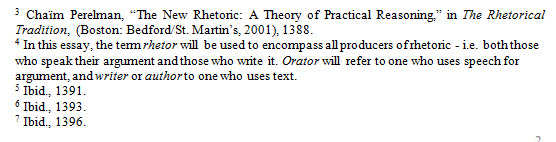 3 Chaïm Perelman, “The New Rhetoric: A Theory of Practical Reasoning,” in The Rhetorical
Tradition, (Boston: Bedford/St. Martin’s, 2001), 1388.
4 In this essay, the term rhetor will be used to encompass all producers of rhetoric - i.e. both those
who speak their argument and those who write it. Orator will refer to one who uses speech for
argument, and writer or author to one who uses text.
5 Ibid., 1391.
6 Ibid., 1393.
7 Ibid., 1396.